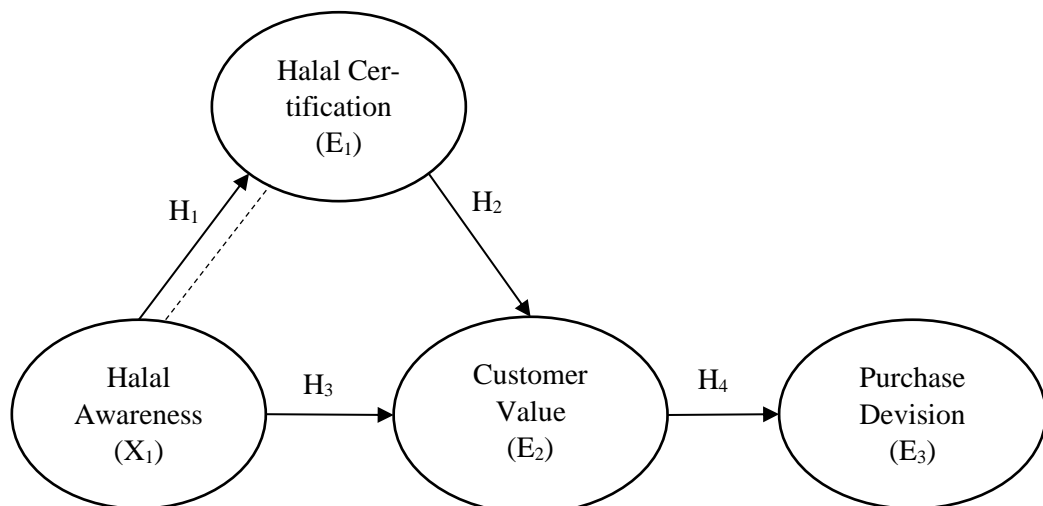 Halal Cer-
tification
(E₁)
H₁
H₂
Halal
Awareness
(X₁)
H₃
Customer
Value
(E₂)
H₄
Purchase
Devision
(E₃)